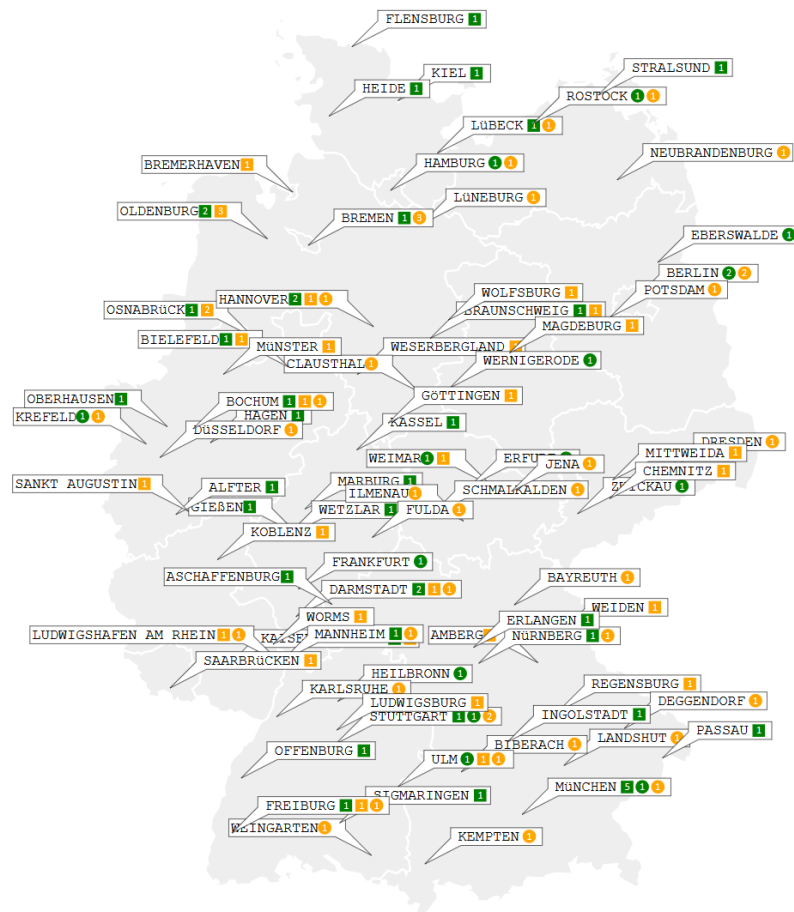 FLENSBURG 1
STRALSUND 1
KIEL 1
HEIDE 1
ROSTOCK 1 1
LüBECK 1 1
NEUBRANDENBURG 1
BREMERHAVEN 1
HAMBURG 1 1
LüNEBURG 1
OLDENBURG 2 3
BREMEN 1 3
EBERSWALDE 1
BERLIN 2 2
POTSDAM 1
WOLFSBURG 1
HANNOVER 2 1 1
OSNABRüCK 1 2
BRAUNSCHWEIG 1 1
MAGDEBURG 1
BIELEFELD 1 1
MüNSTER 1
WESERBERGLAND
CLAUSTHAL 1
WERNIGERODE 1
GöTTINGEN 1
OBERHAUSEN 1
BOCHUM 1 1 1
KREFELD 1 1
HAGEN 1
KASSEL 1
DüSSELDORF 1
DRESDEN 1
MITTWEIDA 1
WEIMAR 1 1
ERFURT
JENA 1
CHEMNITZ 1
SANKT AUGUSTIN 1
ALFTER 1
MARBURG 1
ILMENAU 1
SCHMALKALDEN 1
ZWICKAU 1
GIEßEN 1
WETZLAR 1
FULDA 1
KOBLENZ 1
FRANKFURT 1
ASCHAFFENBURG 1
BAYREUTH 1
DARMSTADT 2 1 1
WEIDEN 1
WORMS 1
ERLANGEN 1
LUDWIGSHAFEN AM RHEIN 1 1
MANNHEIM 1 1
AMBERG
NüRNBERG 1 1
SAARBRüCKEN 1
HEILBRONN 1
KARLSRUHE 1
REGENSBURG 1
LUDWIGSBURG 1
DEGGENDORF 1
STUTTGART 1 1 2
INGOLSTADT 1
PASSAU 1
OFFENBURG 1
BIBERACH 1
LANDSHUT
ULM 1 1 1
MüNCHEN 5 1 1
SIGMARINGEN 1
FREIBURG 1 1 1
WEINGARTEN 1
KEMPTEN 1